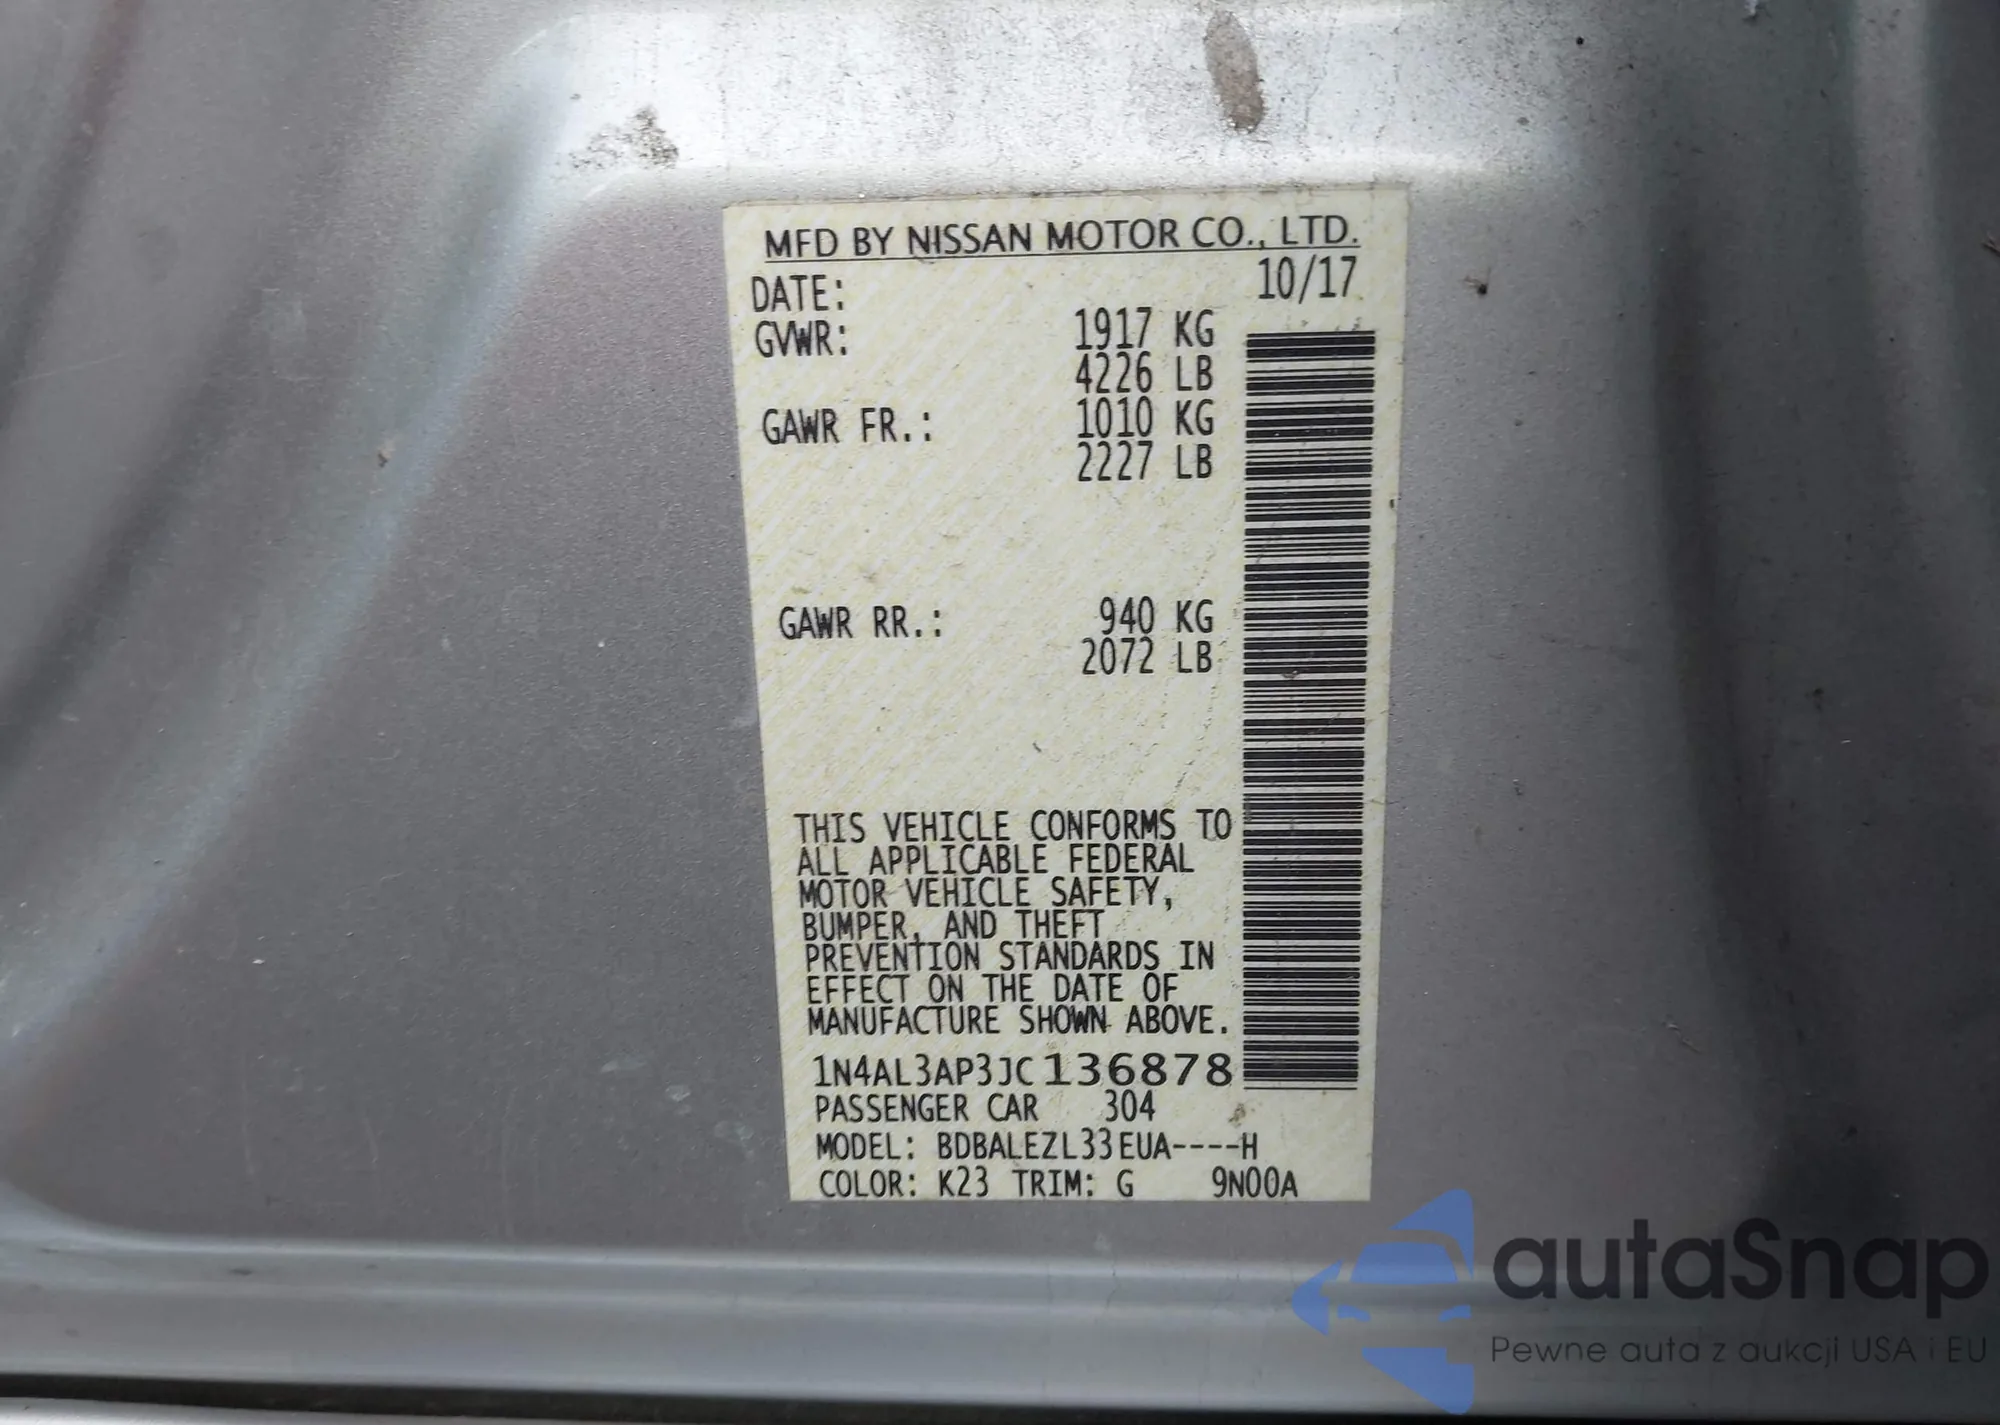 MFD BY NISSAN MOTOR CO., LTD.
DATE: 10/17
GVWR: 1917 KG
4226 LB
GAWR FR.: 1010 KG
2227 LB
GAWR RR.: 940 KG
2072 LB
THIS VEHICLE CONFORMS TO
ALL APPLICABLE FEDERAL
MOTOR VEHICLE SAFETY,
BUMPER, AND THEFT
PREVENTION STANDARDS IN
EFFECT ON THE DATE OF
MANUFACTURE SHOWN ABOVE.
1N4AL3AP3JC136878
PASSENGER CAR 304
MODEL: BDBALEZL33EUA----H
COLOR: K23 TRIM: G 9N00A
autaSnap
Pewne auta z aukcji USA i EU